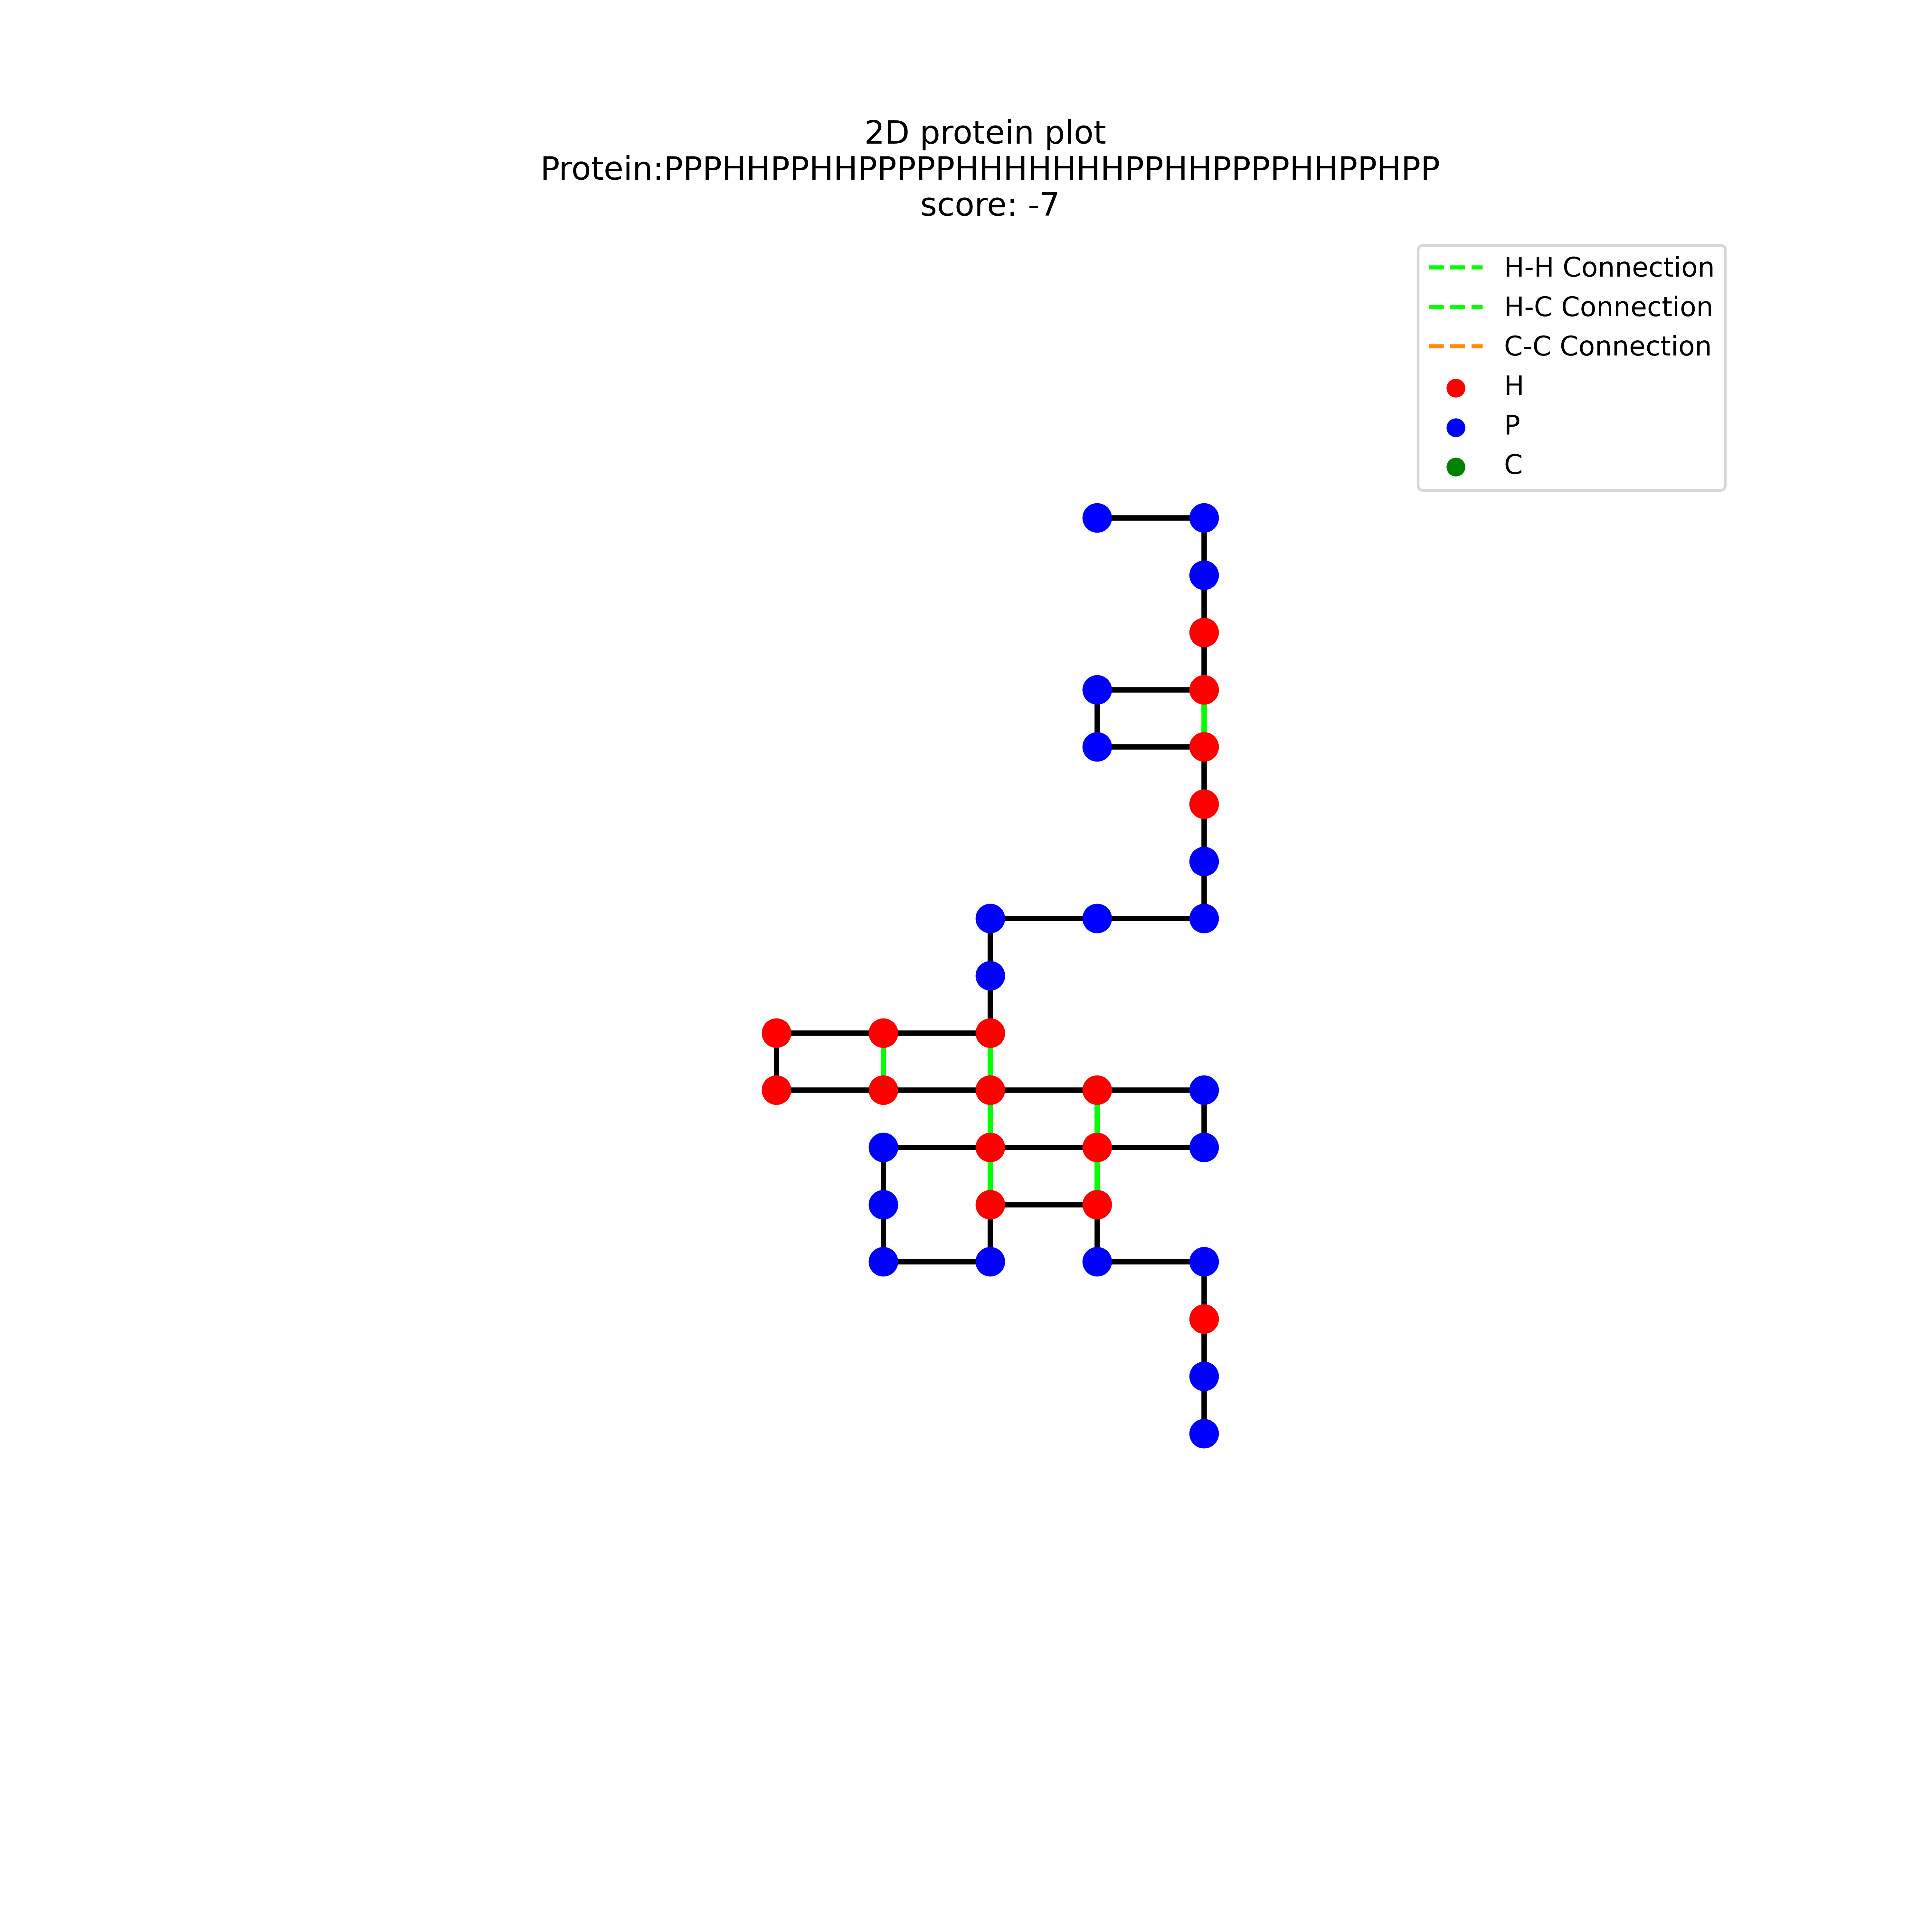 2D protein plot
Protein:PPPHHPPHHPPPPPHHHHHHHPPHHPPPPHHPPHPP
score: -7
H-H Connection
H-C Connection
C-C Connection
H
P
C